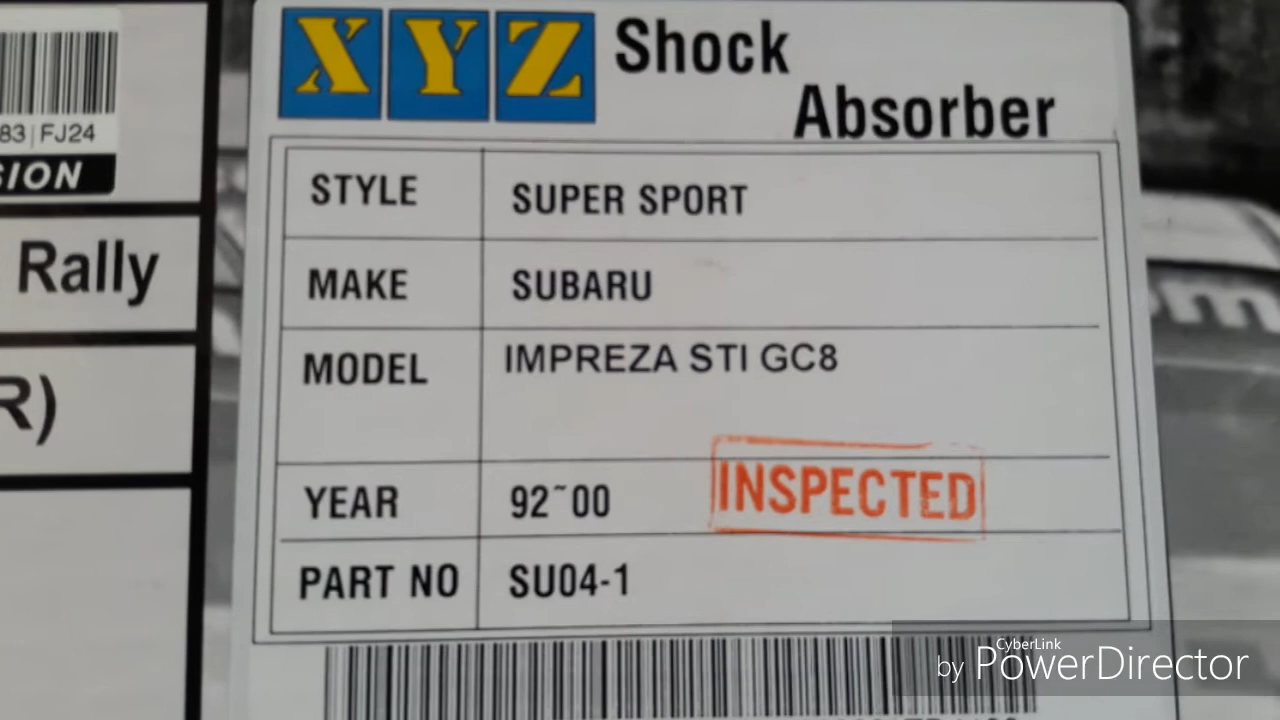 XYZ Shock
Absorber
STYLE SUPER SPORT
MAKE SUBARU
MODEL IMPREZA STI GC8
YEAR 92~00
INSPECTED
PART NO SU04-1
83|FJ24
SION
Rally
R)
om
CyberLink
by PowerDirector